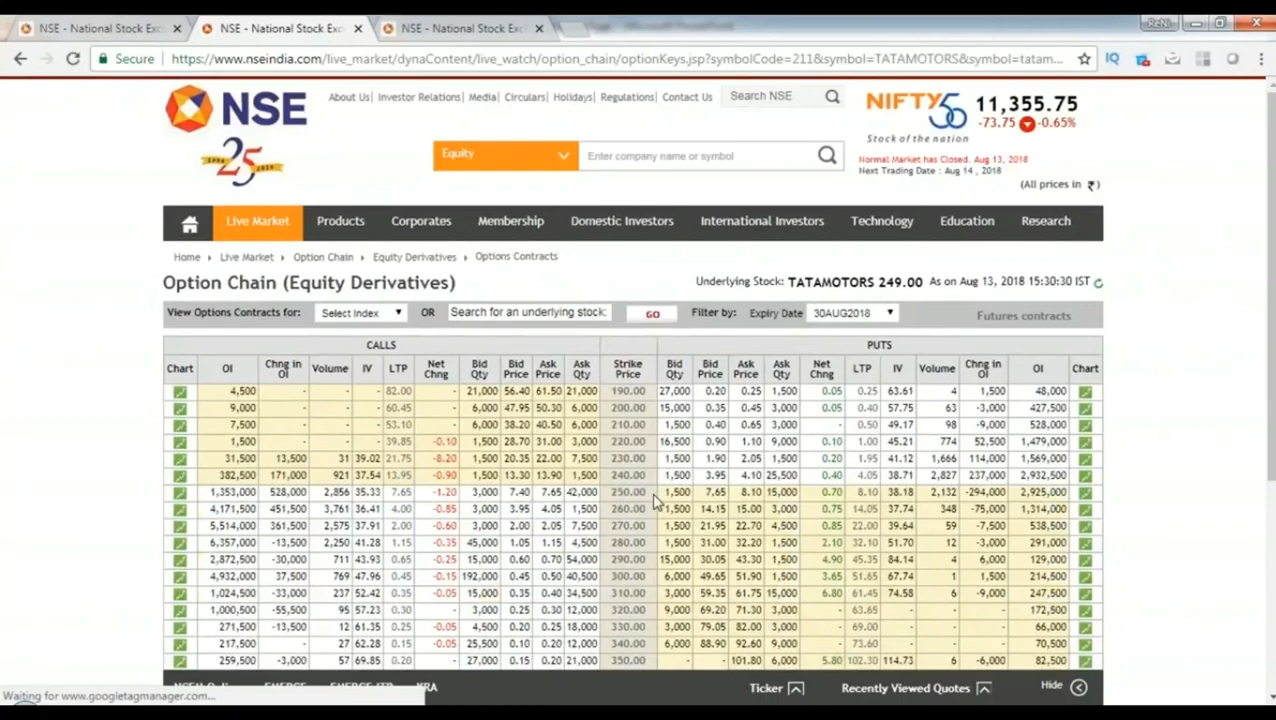 NSE - National Stock Exc
NSE - National Stock Exc
NSE - National Stock Exc
ReNi
Secure
https://www.nseindia.com/live_market/dynaContent/live_watch/option_chain/optionKeys.jsp?symbolCode=211&symbol=TATAMOTORS&symbol=tatam...
NSE
25
About Us| Investor Relations| Media| Circulars| Holidays| Regulations| Contact Us
Search NSE
NIFTY50 11,355.75
-73.75 -0.65%
Stock of the nation
Equity
Enter company name or symbol
Normal Market has Closed. Aug 13, 2018
Next Trading Date : Aug 14 , 2018
(All prices in ₹)
Live Market Products Corporates Membership Domestic Investors International Investors Technology Education Research
Home Live Market Option Chain Equity Derivatives Options Contracts
Option Chain (Equity Derivatives)
Underlying Stock: TATAMOTORS 249.00 As on Aug 13, 2018 15:30:30 IST
View Options Contracts for: Select Index OR Search for an underlying stock: GO Filter by: Expiry Date 30AUG2018 Futures contracts
CALLS PUTS
Chart OI Chng in OI Volume IV LTP Net Chng Bid Qty Bid Price Ask Price Ask Qty Strike Price Bid Qty Bid Price Ask Price Ask Qty Net Chng LTP IV Volume Chng in OI OI Chart
4,500 - - - 82.00 - 21,000 56.40 61.50 21,000 190.00 27,000 0.20 0.25 1,500 0.05 0.25 63.61 4 1,500 48,000
9,000 - - - 60.45 - 6,000 47.95 50.30 6,000 200.00 15,000 0.35 0.45 3,000 0.05 0.40 57.75 63 -3,000 427,500
7,500 - - - 53.10 - 6,000 38.20 40.50 6,000 210.00 1,500 0.40 0.65 3,000 - 0.50 49.17 98 -9,000 528,000
1,500 - - - 39.85 -0.10 1,500 28.70 31.00 3,000 220.00 16,500 0.90 1.10 9,000 0.10 1.00 45.21 774 52,500 1,479,000
31,500 13,500 31 39.02 21.75 -8.20 1,500 20.35 22.00 7,500 230.00 1,500 1.90 2.05 1,500 0.20 1.95 41.12 1,666 114,000 1,569,000
382,500 171,000 921 37.54 13.95 -0.90 1,500 13.30 13.90 1,500 240.00 1,500 3.95 4.10 25,500 0.40 4.05 38.71 2,827 237,000 2,932,500
1,353,000 528,000 2,856 35.33 7.65 -1.20 3,000 7.40 7.65 42,000 250.00 1,500 7.65 8.10 15,000 0.70 8.10 38.18 2,132 -294,000 2,925,000
4,171,500 451,500 3,761 36.41 4.00 -0.85 3,000 3.95 4.05 1,500 260.00 1,500 14.15 15.00 3,000 0.75 14.05 37.74 348 -75,000 1,314,000
5,514,000 361,500 2,575 37.91 2.00 -0.60 3,000 2.00 2.05 7,500 270.00 1,500 21.95 22.70 4,500 0.85 22.00 39.64 59 -7,500 538,500
6,357,000 -13,500 2,250 41.28 1.15 -0.35 45,000 1.05 1.15 4,500 280.00 1,500 31.00 32.20 1,500 2.10 32.10 51.70 12 -3,000 291,000
2,872,500 -30,000 711 43.93 0.65 -0.25 15,000 0.60 0.70 54,000 290.00 15,000 30.05 43.30 1,500 4.90 45.35 84.14 4 6,000 129,000
4,932,000 37,500 769 47.96 0.45 -0.15 192,000 0.45 0.50 40,500 300.00 6,000 49.65 51.90 1,500 3.65 51.65 67.74 1 1,500 214,500
1,024,500 -33,000 237 52.42 0.35 -0.05 15,000 0.35 0.40 34,500 310.00 3,000 59.35 61.75 15,000 6.80 61.45 74.58 6 -9,000 247,500
1,000,500 -55,500 95 57.23 0.30 - 3,000 0.25 0.30 12,000 320.00 9,000 69.20 71.30 3,000 - 63.65 - - - 172,500
271,500 -13,500 12 61.35 0.25 -0.05 4,500 0.20 0.25 18,000 330.00 3,000 79.05 82.00 3,000 - 69.00 - - - 66,000
217,500 - 27 62.28 0.15 -0.05 25,500 0.10 0.20 12,000 340.00 6,000 88.90 92.60 9,000 - 73.60 - - - 70,500
259,500 -3,000 57 69.85 0.20 - 27,000 0.15 0.20 21,000 350.00 - - 101.80 6,000 5.80 102.30 114.73 6 -6,000 82,500
Ticker Recently Viewed Quotes Hide
Waiting for www.googletagmanager.com...